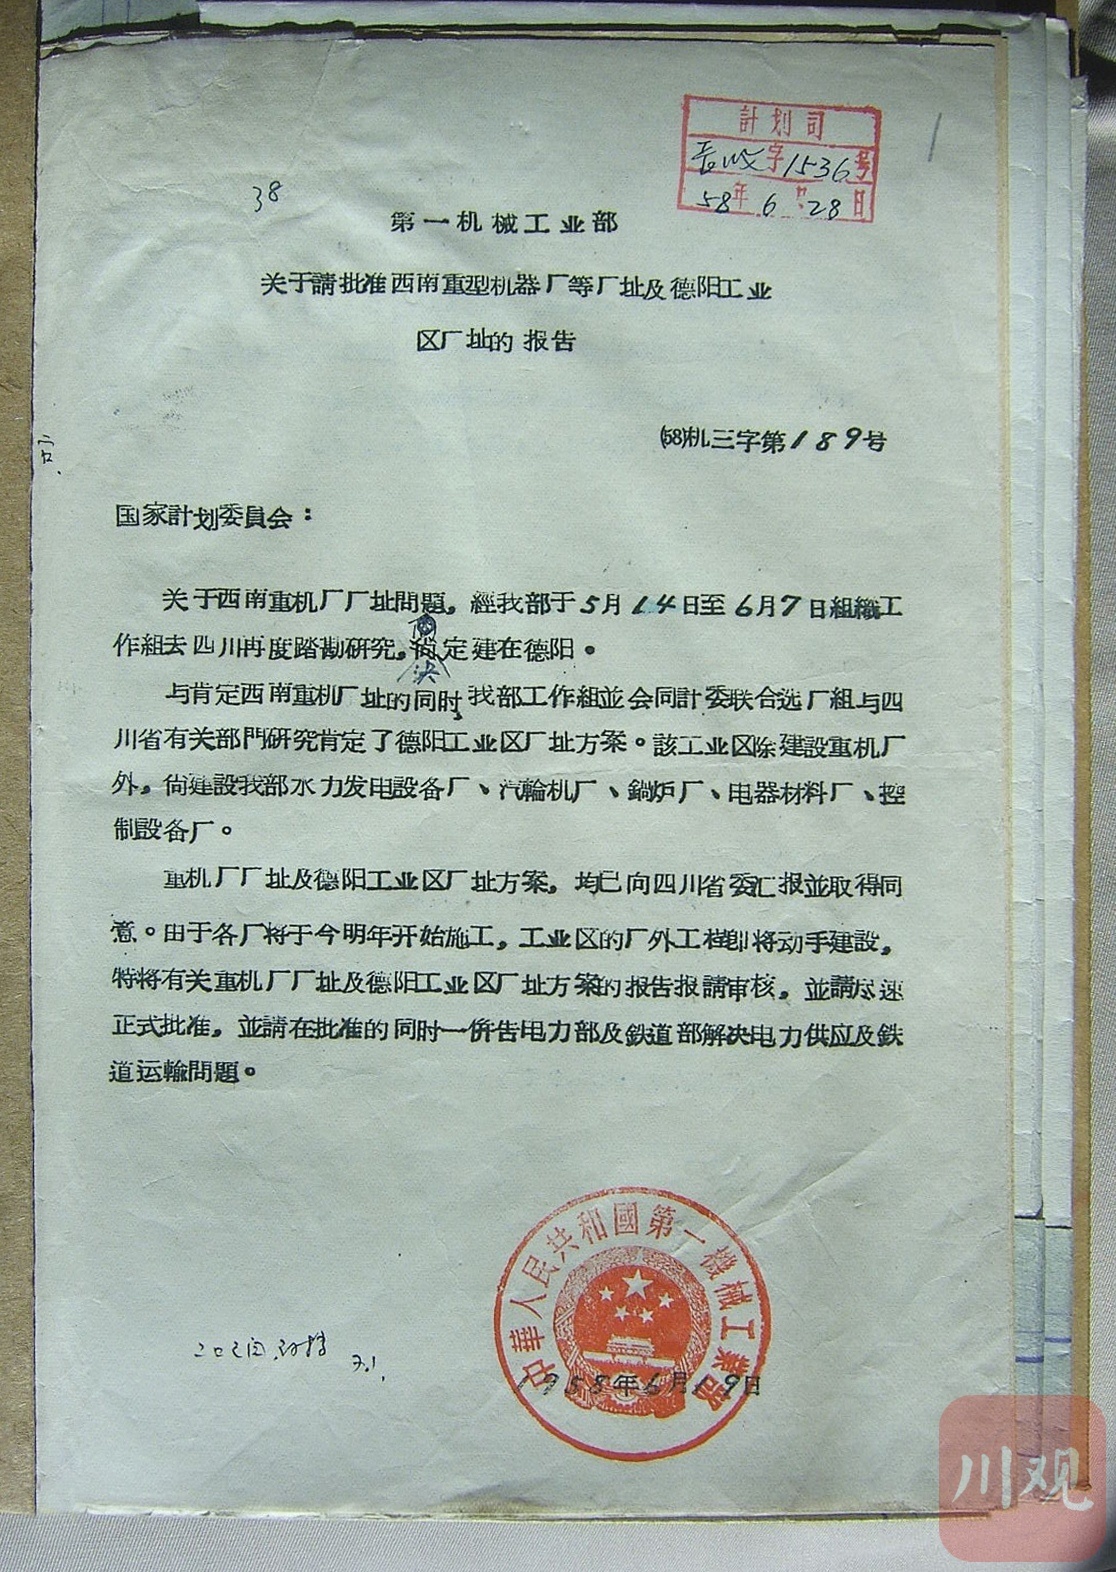 計划司
字1536号
58年6月28日
38
第一机械工业部
关于請批准西南重型机器厂等厂址及德阳工业
区厂址的报告
(58)机三字第189号
国家計划委員会：
关于西南重机厂厂址問題，經我部于5月14日至6月7日組織工
作組去四川再度踏勘研究，决定建在德阳。
与肯定西南重机厂址的同时，我部工作組並会同計委联合选厂組与四
川省有关部門研究肯定了德阳工业区厂址方案。該工业区除建設重机厂
外，尙建設我部水力发电設备厂、汽輪机厂、鍋炉厂、电器材料厂、控
制設备厂。
重机厂厂址及德阳工业区厂址方案，均已向四川省委汇报並取得同
意。由于各厂将于今明年开始施工，工业区的厂外工程即将动手建設，
特将有关重机厂厂址及德阳工业区厂址方案的报告报請审核，並請尽速
正式批准，並請在批准的同时一併告电力部及鉄道部解决电力供应及鉄
道运輸問題。
中華人民共和國第一機械工業部
1958年6月19日
7.1
川观